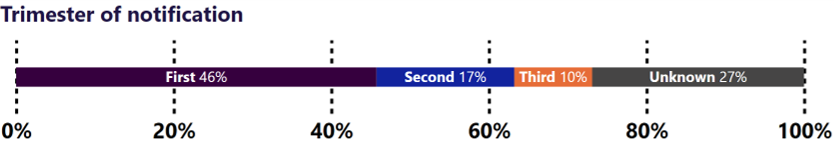 Trimester of notification
First 46% Second 17% Third 10% Unknown 27%
0% 20% 40% 60% 80% 100%